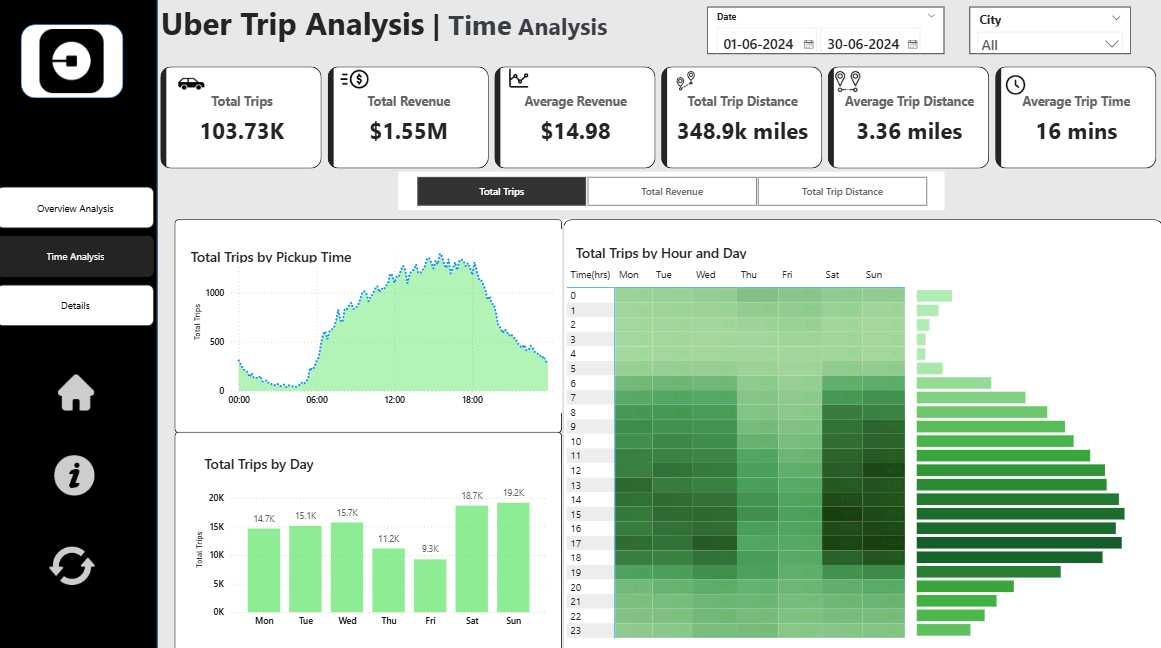 Uber Trip Analysis | Time Analysis
Date
01-06-2024 30-06-2024
City
All
Total Trips
103.73K
Total Revenue
$1.55M
Average Revenue
$14.98
Total Trip Distance
348.9k miles
Average Trip Distance
3.36 miles
Average Trip Time
16 mins
Overview Analysis
Time Analysis
Details
Total Trips Total Revenue Total Trip Distance
Total Trips by Pickup Time
Total Trips
1000
500
0
00:00 06:00 12:00 18:00
Total Trips by Day
Total Trips
20K
15K
10K
5K
0K
14.7K 15.1K 15.7K 11.2K 9.3K 18.7K 19.2K
Mon Tue Wed Thu Fri Sat Sun
Total Trips by Hour and Day
Time(hrs) Mon Tue Wed Thu Fri Sat Sun
0
1
2
3
4
5
6
7
8
9
10
11
12
13
14
15
16
17
18
19
20
21
22
23